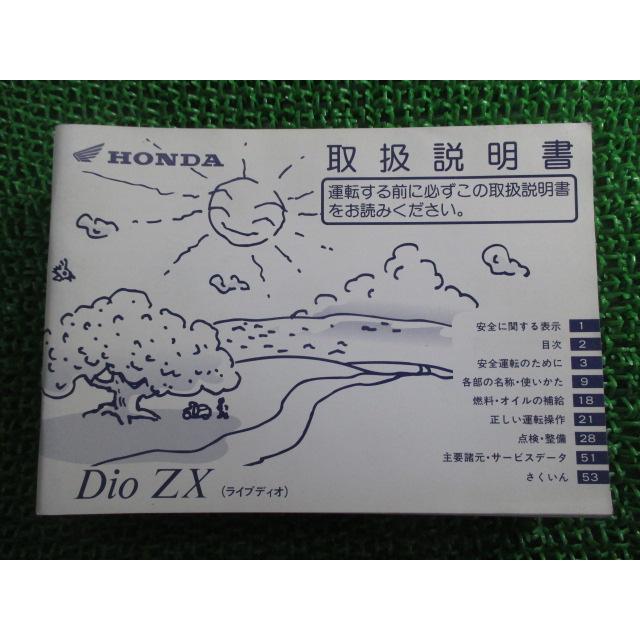 HONDA
取扱説明書
運転する前に必ずこの取扱説明書
をお読みください。
安全に関する表示 1
目次 2
安全運転のために 3
各部の名称・使いかた 9
燃料・オイルの補給 18
正しい運転操作 21
点検・整備 28
主要諸元・サービスデータ 51
さくいん 53
Dio ZX (ライブディオ)